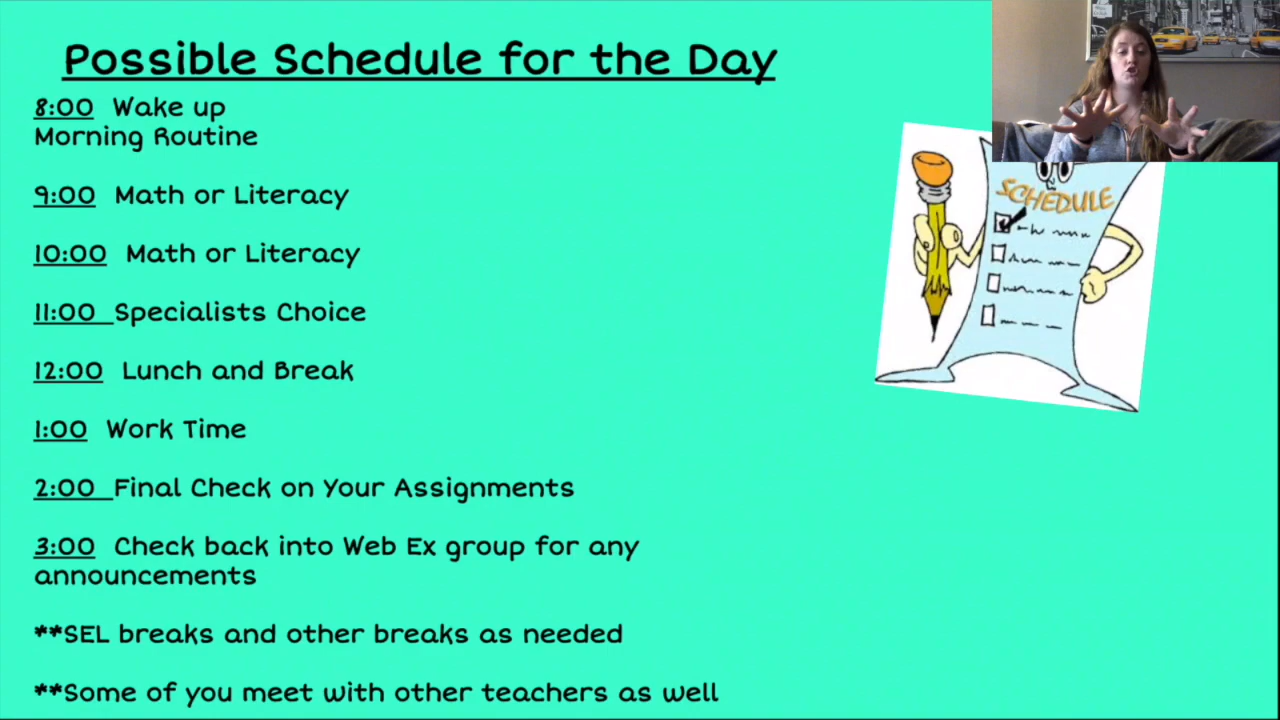 Possible Schedule for the Day
8:00 Wake up
Morning Routine
9:00 Math or Literacy
10:00 Math or Literacy
11:00 Specialists Choice
12:00 Lunch and Break
1:00 Work Time
2:00 Final Check on Your Assignments
3:00 Check back into Web Ex group for any
announcements
**SEL breaks and other breaks as needed
**Some of you meet with other teachers as well
SCHEDULE